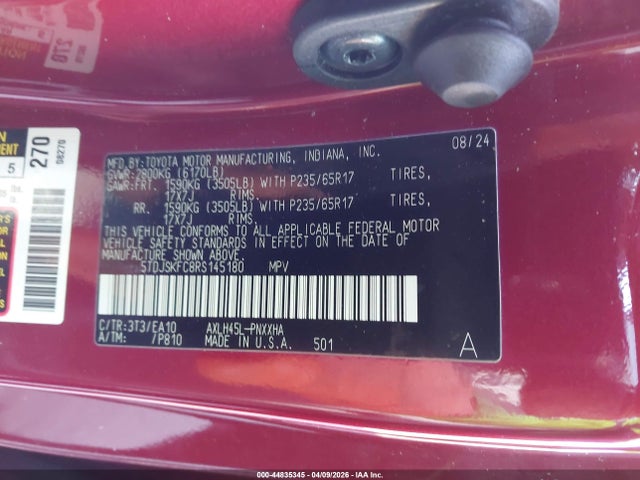 MFD.BY: TOYOTA MOTOR MANUFACTURING, INDIANA, INC. 08/24
GVWR: 2800KG (6170LB)
GAWR: FRT. 1590KG (3505LB) WITH P235/65R17 TIRES,
17X7J RIMS.
RR. 1590KG (3505LB) WITH P235/65R17 TIRES,
17X7J RIMS.
THIS VEHICLE CONFORMS TO ALL APPLICABLE FEDERAL MOTOR
VEHICLE SAFETY STANDARDS IN EFFECT ON THE DATE OF
MANUFACTURE SHOWN ABOVE.
5TDJSKFC8RS145180 MPV
C/TR: 3T3/EA10 AXLH45L-PNXXHA
A/TM: /P810 MADE IN U.S.A. 501
A
270
08270
5
000-44835345 - 04/09/2026 - IAA Inc.